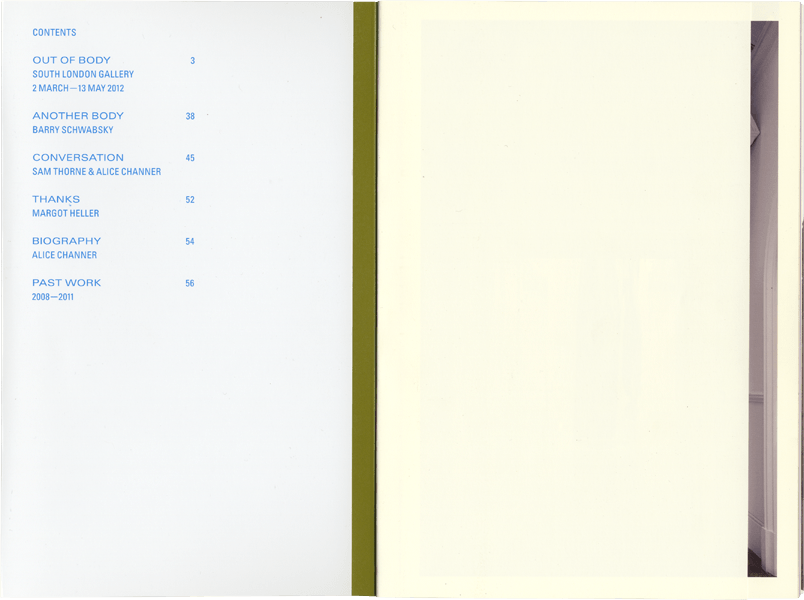 CONTENTS
OUT OF BODY 3
SOUTH LONDON GALLERY
2 MARCH—13 MAY 2012
ANOTHER BODY 38
BARRY SCHWABSKY
CONVERSATION 45
SAM THORNE & ALICE CHANNER
THANKS 52
MARGOT HELLER
BIOGRAPHY 54
ALICE CHANNER
PAST WORK 56
2008—2011